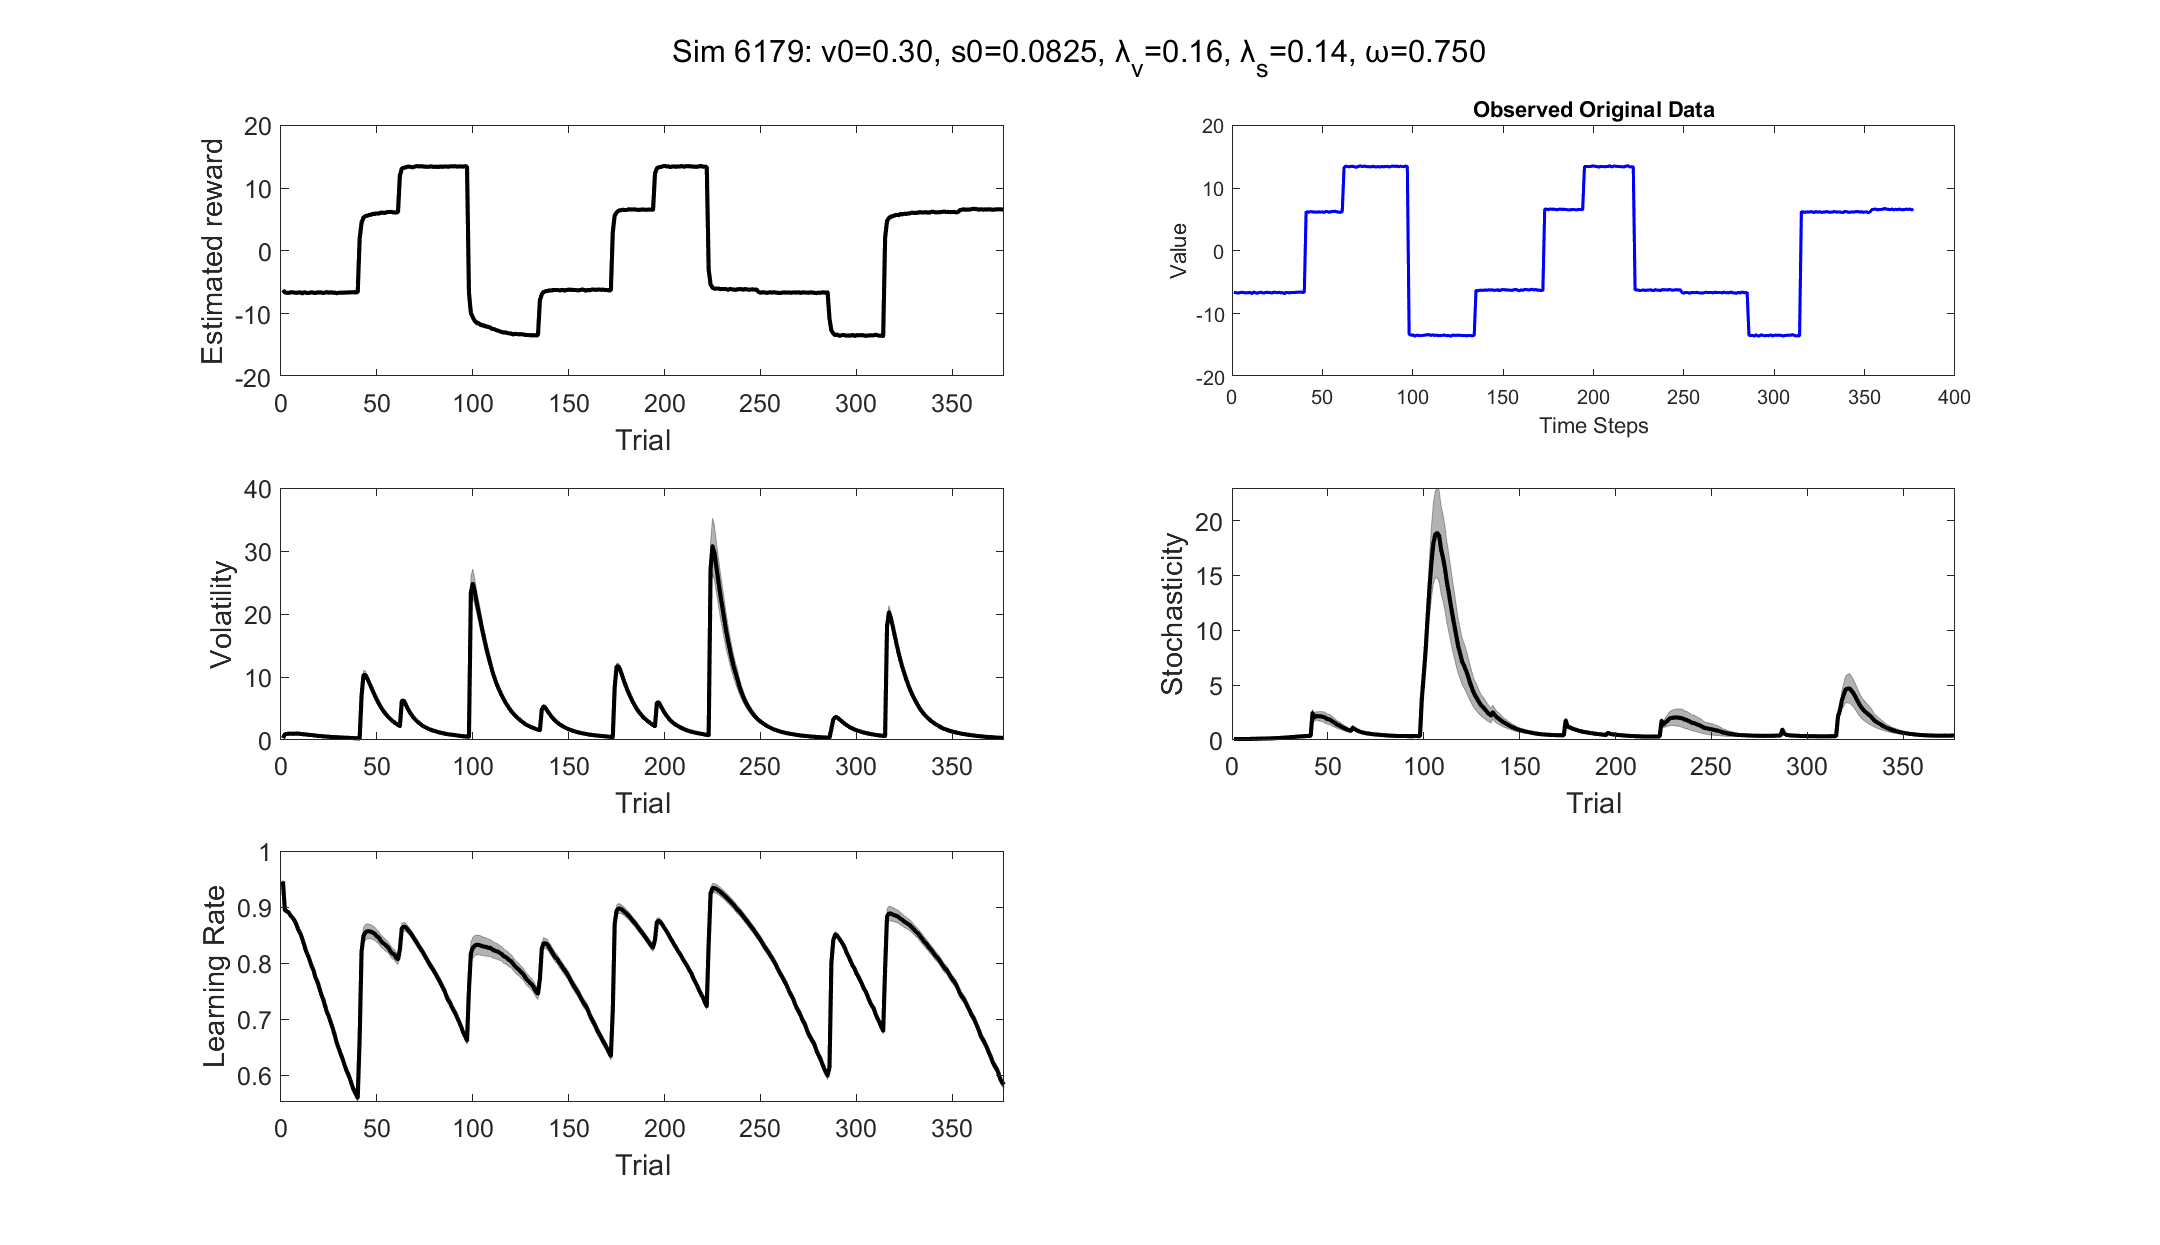 Sim 6179: v0=0.30, s0=0.0825, λ_v=0.16, λ_s=0.14, ω=0.750
20
10
0
-10
-20
Estimated reward
0 50 100 150 200 250 300 350
Trial
Observed Original Data
20
10
0
-10
-20
Value
0 50 100 150 200 250 300 350 400
Time Steps
40
30
20
10
0
Volatility
0 50 100 150 200 250 300 350
Trial
20
15
10
5
0
Stochasticity
0 50 100 150 200 250 300 350
Trial
1
0.9
0.8
0.7
0.6
Learning Rate
0 50 100 150 200 250 300 350
Trial